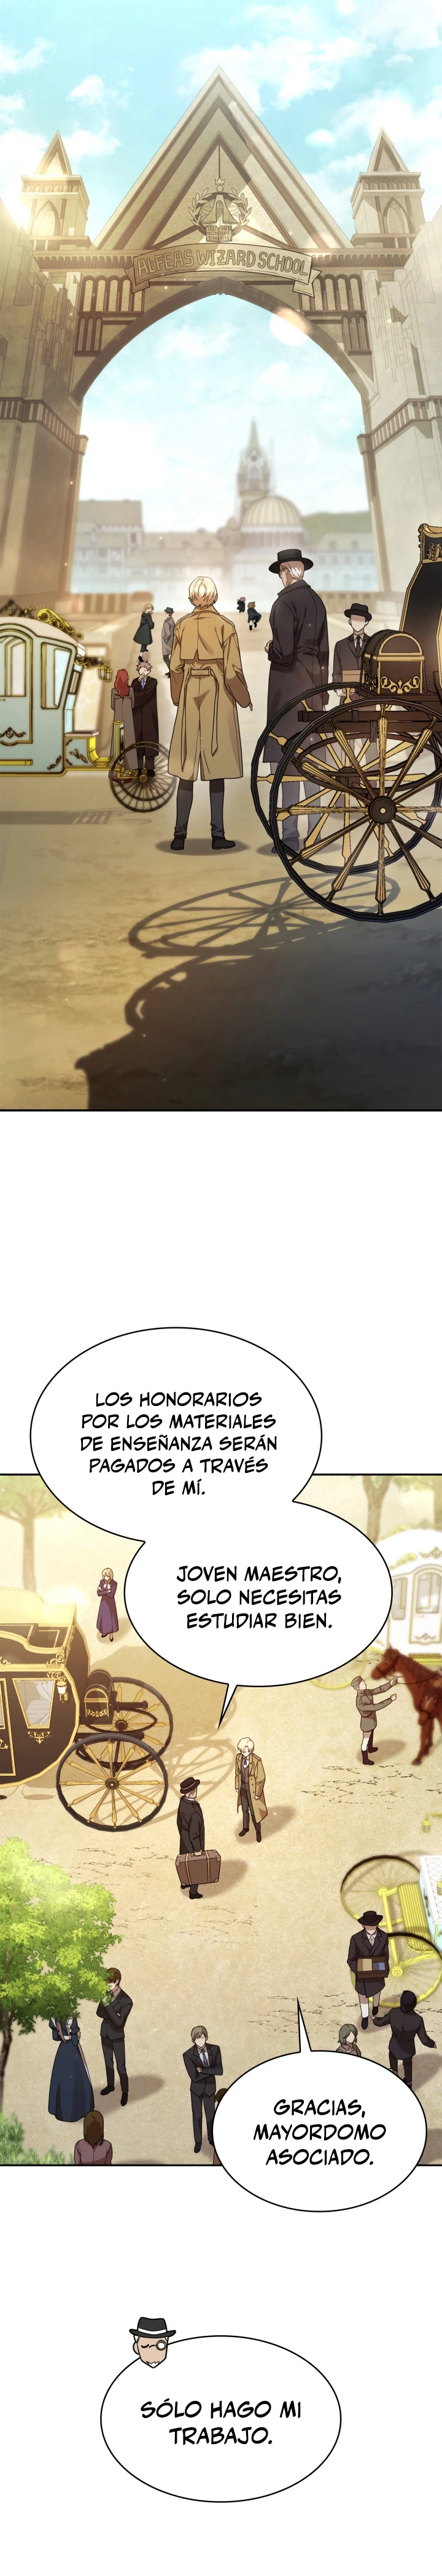 ALFEAS WIZARD SCHOOL
LOS HONORARIOS
POR LOS MATERIALES
DE ENSEÑANZA SERÁN
PAGADOS A TRAVÉS
DE MÍ.
JOVEN MAESTRO,
SOLO NECESITAS
ESTUDIAR BIEN.
GRACIAS,
MAYORDOMO
ASOCIADO.
SÓLO HAGO MI
TRABAJO.